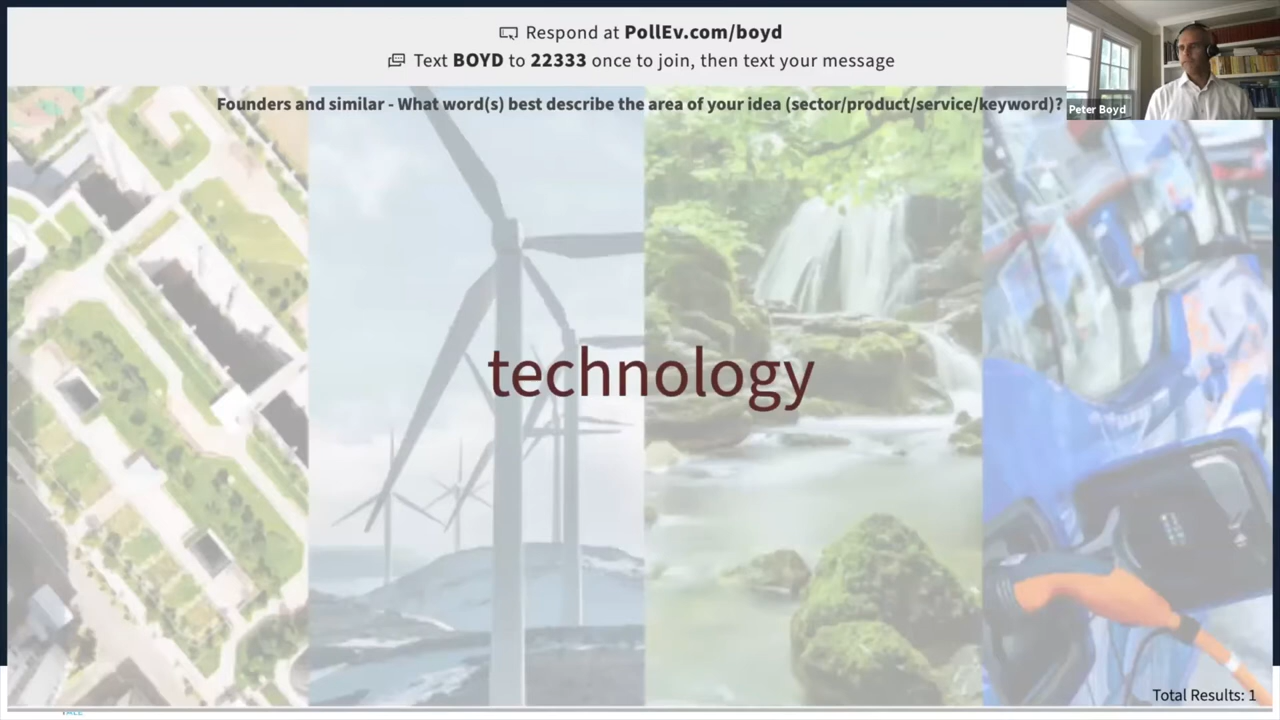 Respond at PollEv.com/boyd
Text BOYD to 22333 once to join, then text your message
Founders and similar - What word(s) best describe the area of your idea (sector/product/service/keyword)?
Peter Boyd
technology
Total Results: 1